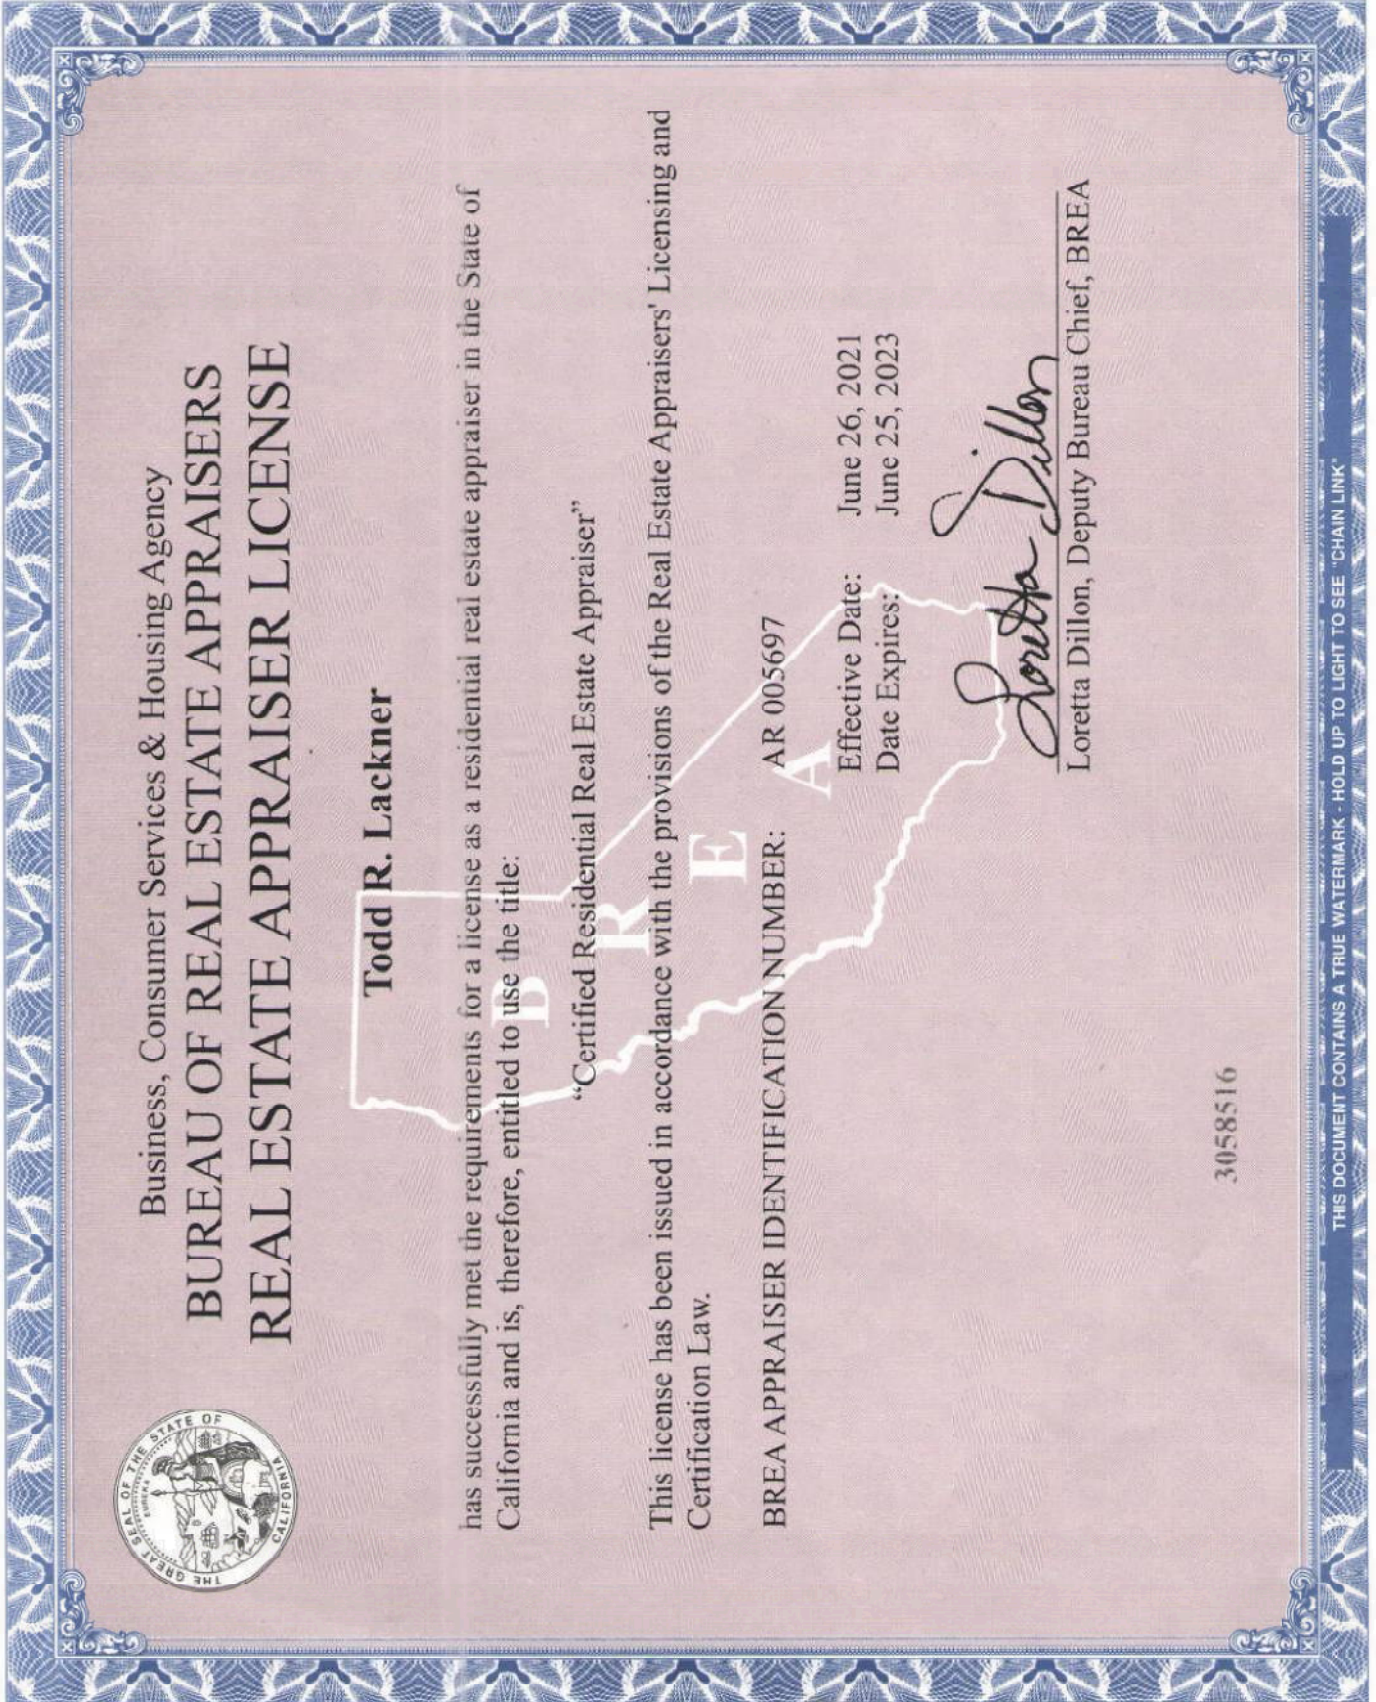 THE GREAT SEAL OF THE STATE OF CALIFORNIA
EUREKA
Business, Consumer Services & Housing Agency
BUREAU OF REAL ESTATE APPRAISERS
REAL ESTATE APPRAISER LICENSE
Todd R. Lackner
has successfully met the requirements for a license as a residential real estate appraiser in the State of
California and is, therefore, entitled to use the title:
“Certified Residential Real Estate Appraiser”
This license has been issued in accordance with the provisions of the Real Estate Appraisers' Licensing and
Certification Law.
B R E A
BREA APPRAISER IDENTIFICATION NUMBER: AR 005697
Effective Date: June 26, 2021
Date Expires: June 25, 2023
Loretta Dillon
Loretta Dillon, Deputy Bureau Chief, BREA
3058516
THIS DOCUMENT CONTAINS A TRUE WATERMARK - HOLD UP TO LIGHT TO SEE "CHAIN LINK"